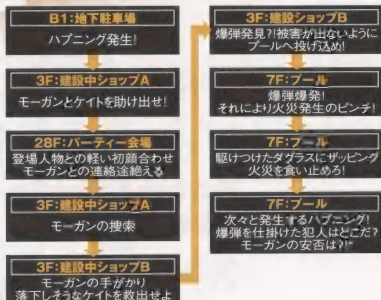 B1:地下駐車場
ハプニング発生!
3F:建設中ショップA
モーガンとケイトを助け出せ!
28F:パーティー会場
登場人物との軽い初顔合わせ
モーガンとの連絡途絶える
3F:建設中ショップA
モーガンの捜索
3F:建設中ショップB
モーガンの手がかり
落下しそうなケイトを救出せよ
3F:建設ショップB
爆弾発見?!被害が出ないように
プールへ投げ込め!
7F:プール
爆弾爆発!
それにより火災発生のピンチ!
7F:プール
駆けつけたダグラスにザッピング
火災を食い止めろ!
7F:プール
次々と発生するハプニング!
爆弾を仕掛けた犯人はどこだ?
モーガンの安否は?!